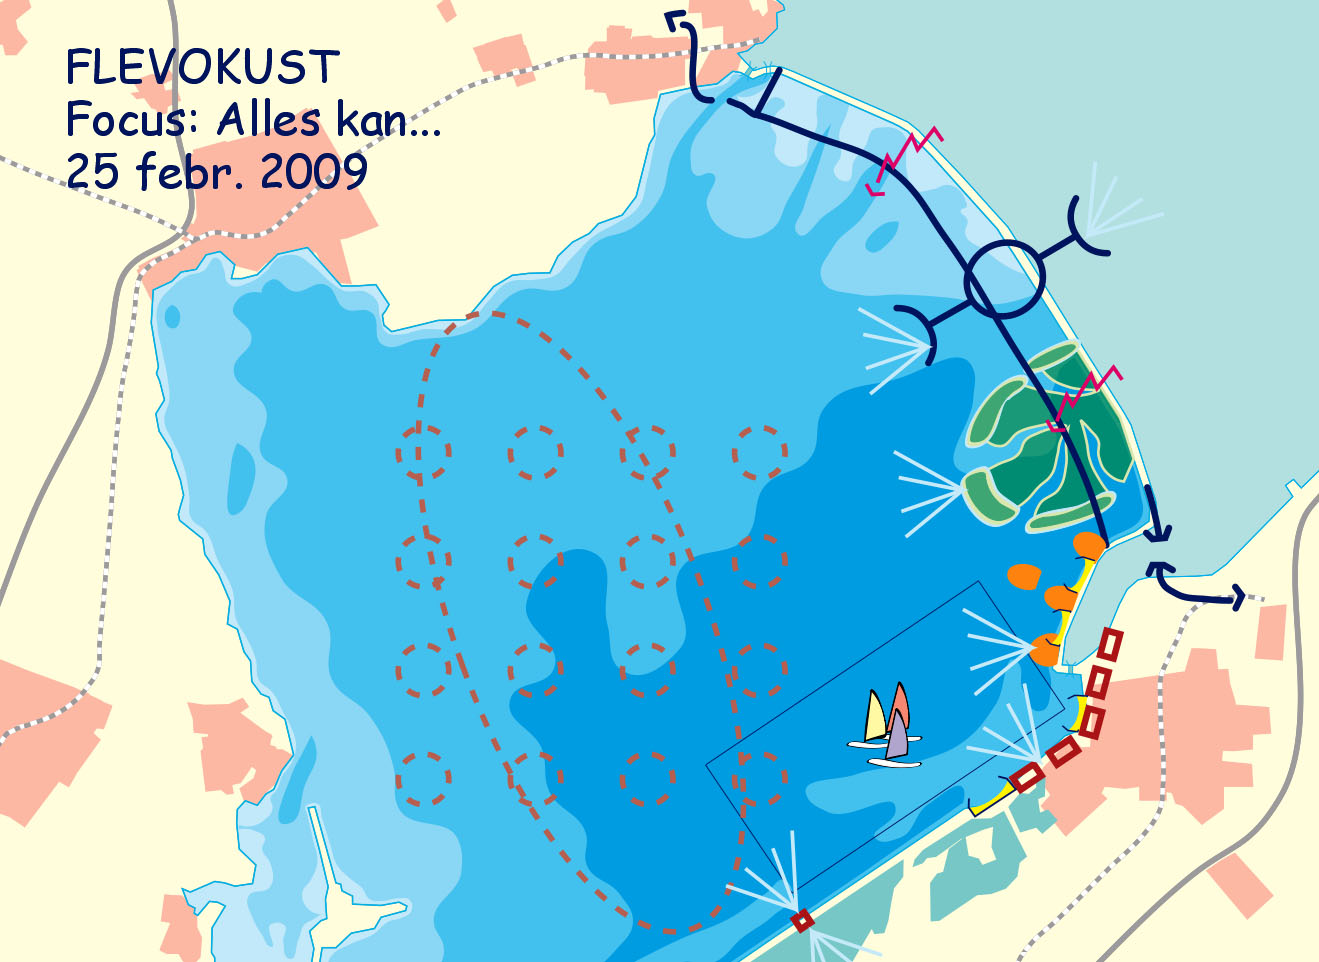 FLEVOKUST
Focus: Alles kan...
25 febr. 2009